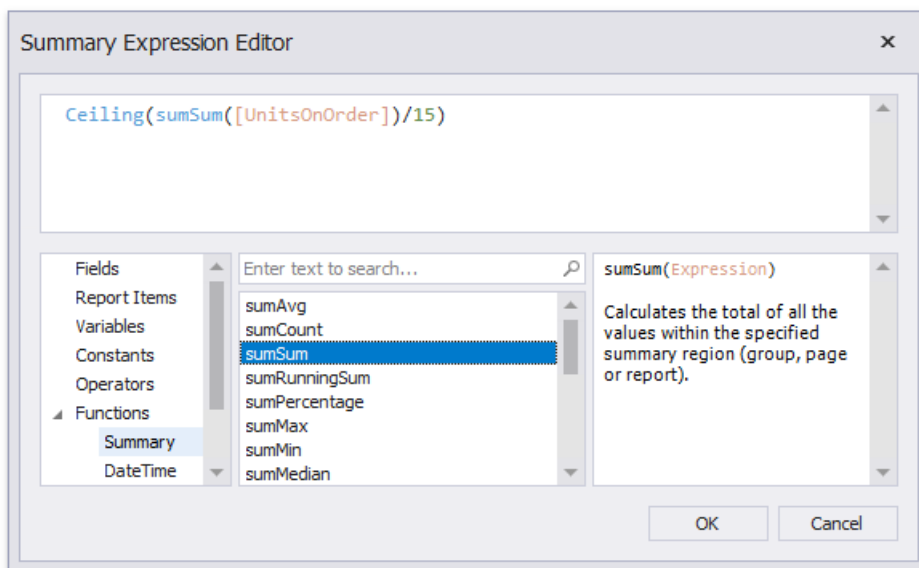 Summary Expression Editor
Ceiling(sumSum([UnitsOnOrder])/15)
Fields
Report Items
Variables
Constants
Operators
Functions
Summary
DateTime
Enter text to search...
sumAvg
sumCount
sumSum
sumRunningSum
sumPercentage
sumMax
sumMin
sumMedian
sumSum(Expression)
Calculates the total of all the
values within the specified
summary region (group, page
or report).
OK
Cancel